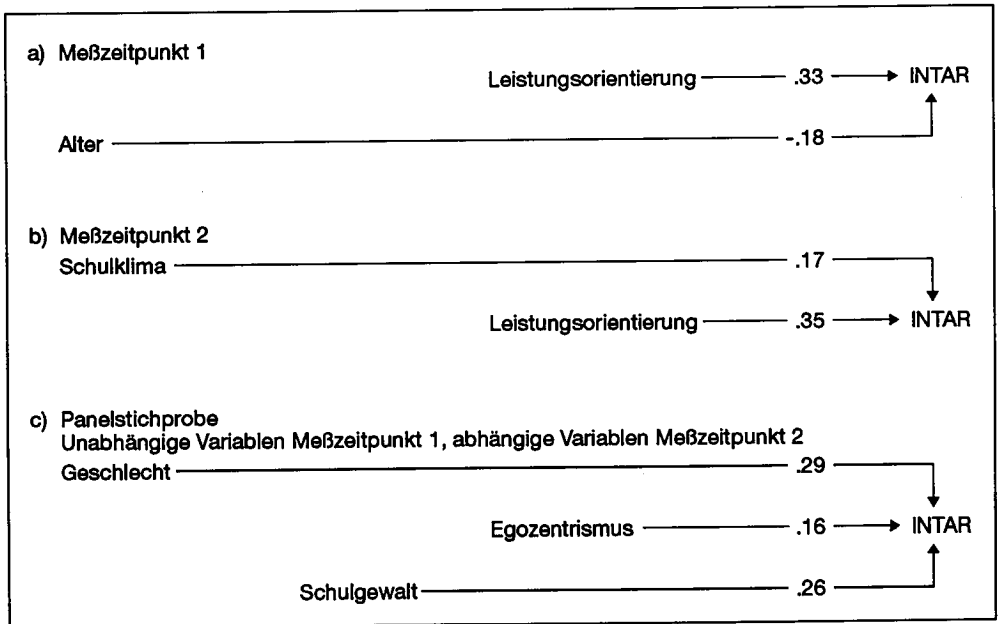 a) Meßzeitpunkt 1
Leistungsorientierung .33 INTAR
Alter -.18
b) Meßzeitpunkt 2
Schulklima .17
Leistungsorientierung .35 INTAR
c) Panelstichprobe
Unabhängige Variablen Meßzeitpunkt 1, abhängige Variablen Meßzeitpunkt 2
Geschlecht .29
Egozentrismus .16 INTAR
Schulgewalt .26